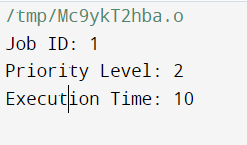 /tmp/Mc9ykT2hba.o
Job ID: 1
Priority Level: 2
Execution Time: 10